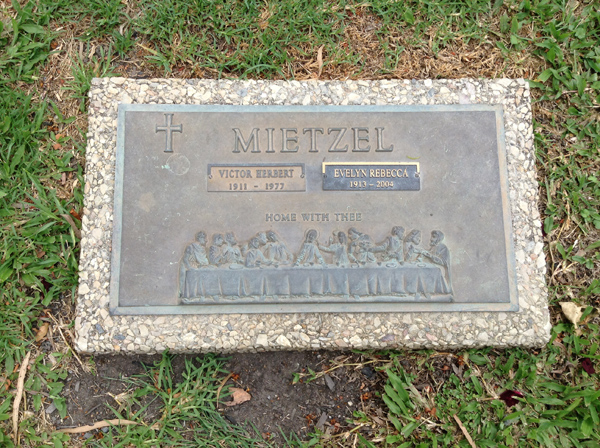 MIETZEL
VICTOR HERBERT
1911 - 1977
EVELYN REBECCA
1913 - 2004
HOME WITH THEE